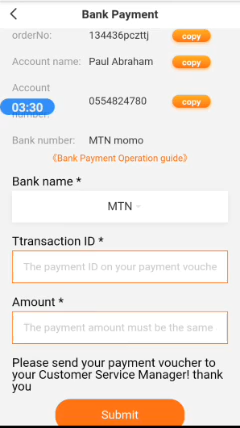 Bank Payment
orderNo: 134436pczttj copy
Account name: Paul Abraham copy
Account
03:30 0554824780 copy
number:
Bank number: MTN momo
《Bank Payment Operation guide》
Bank name *
MTN
Ttransaction ID *
The payment ID on your payment vouche
Amount *
The payment amount must be the same
Please send your payment voucher to
your Customer Service Manager! thank
you
Submit